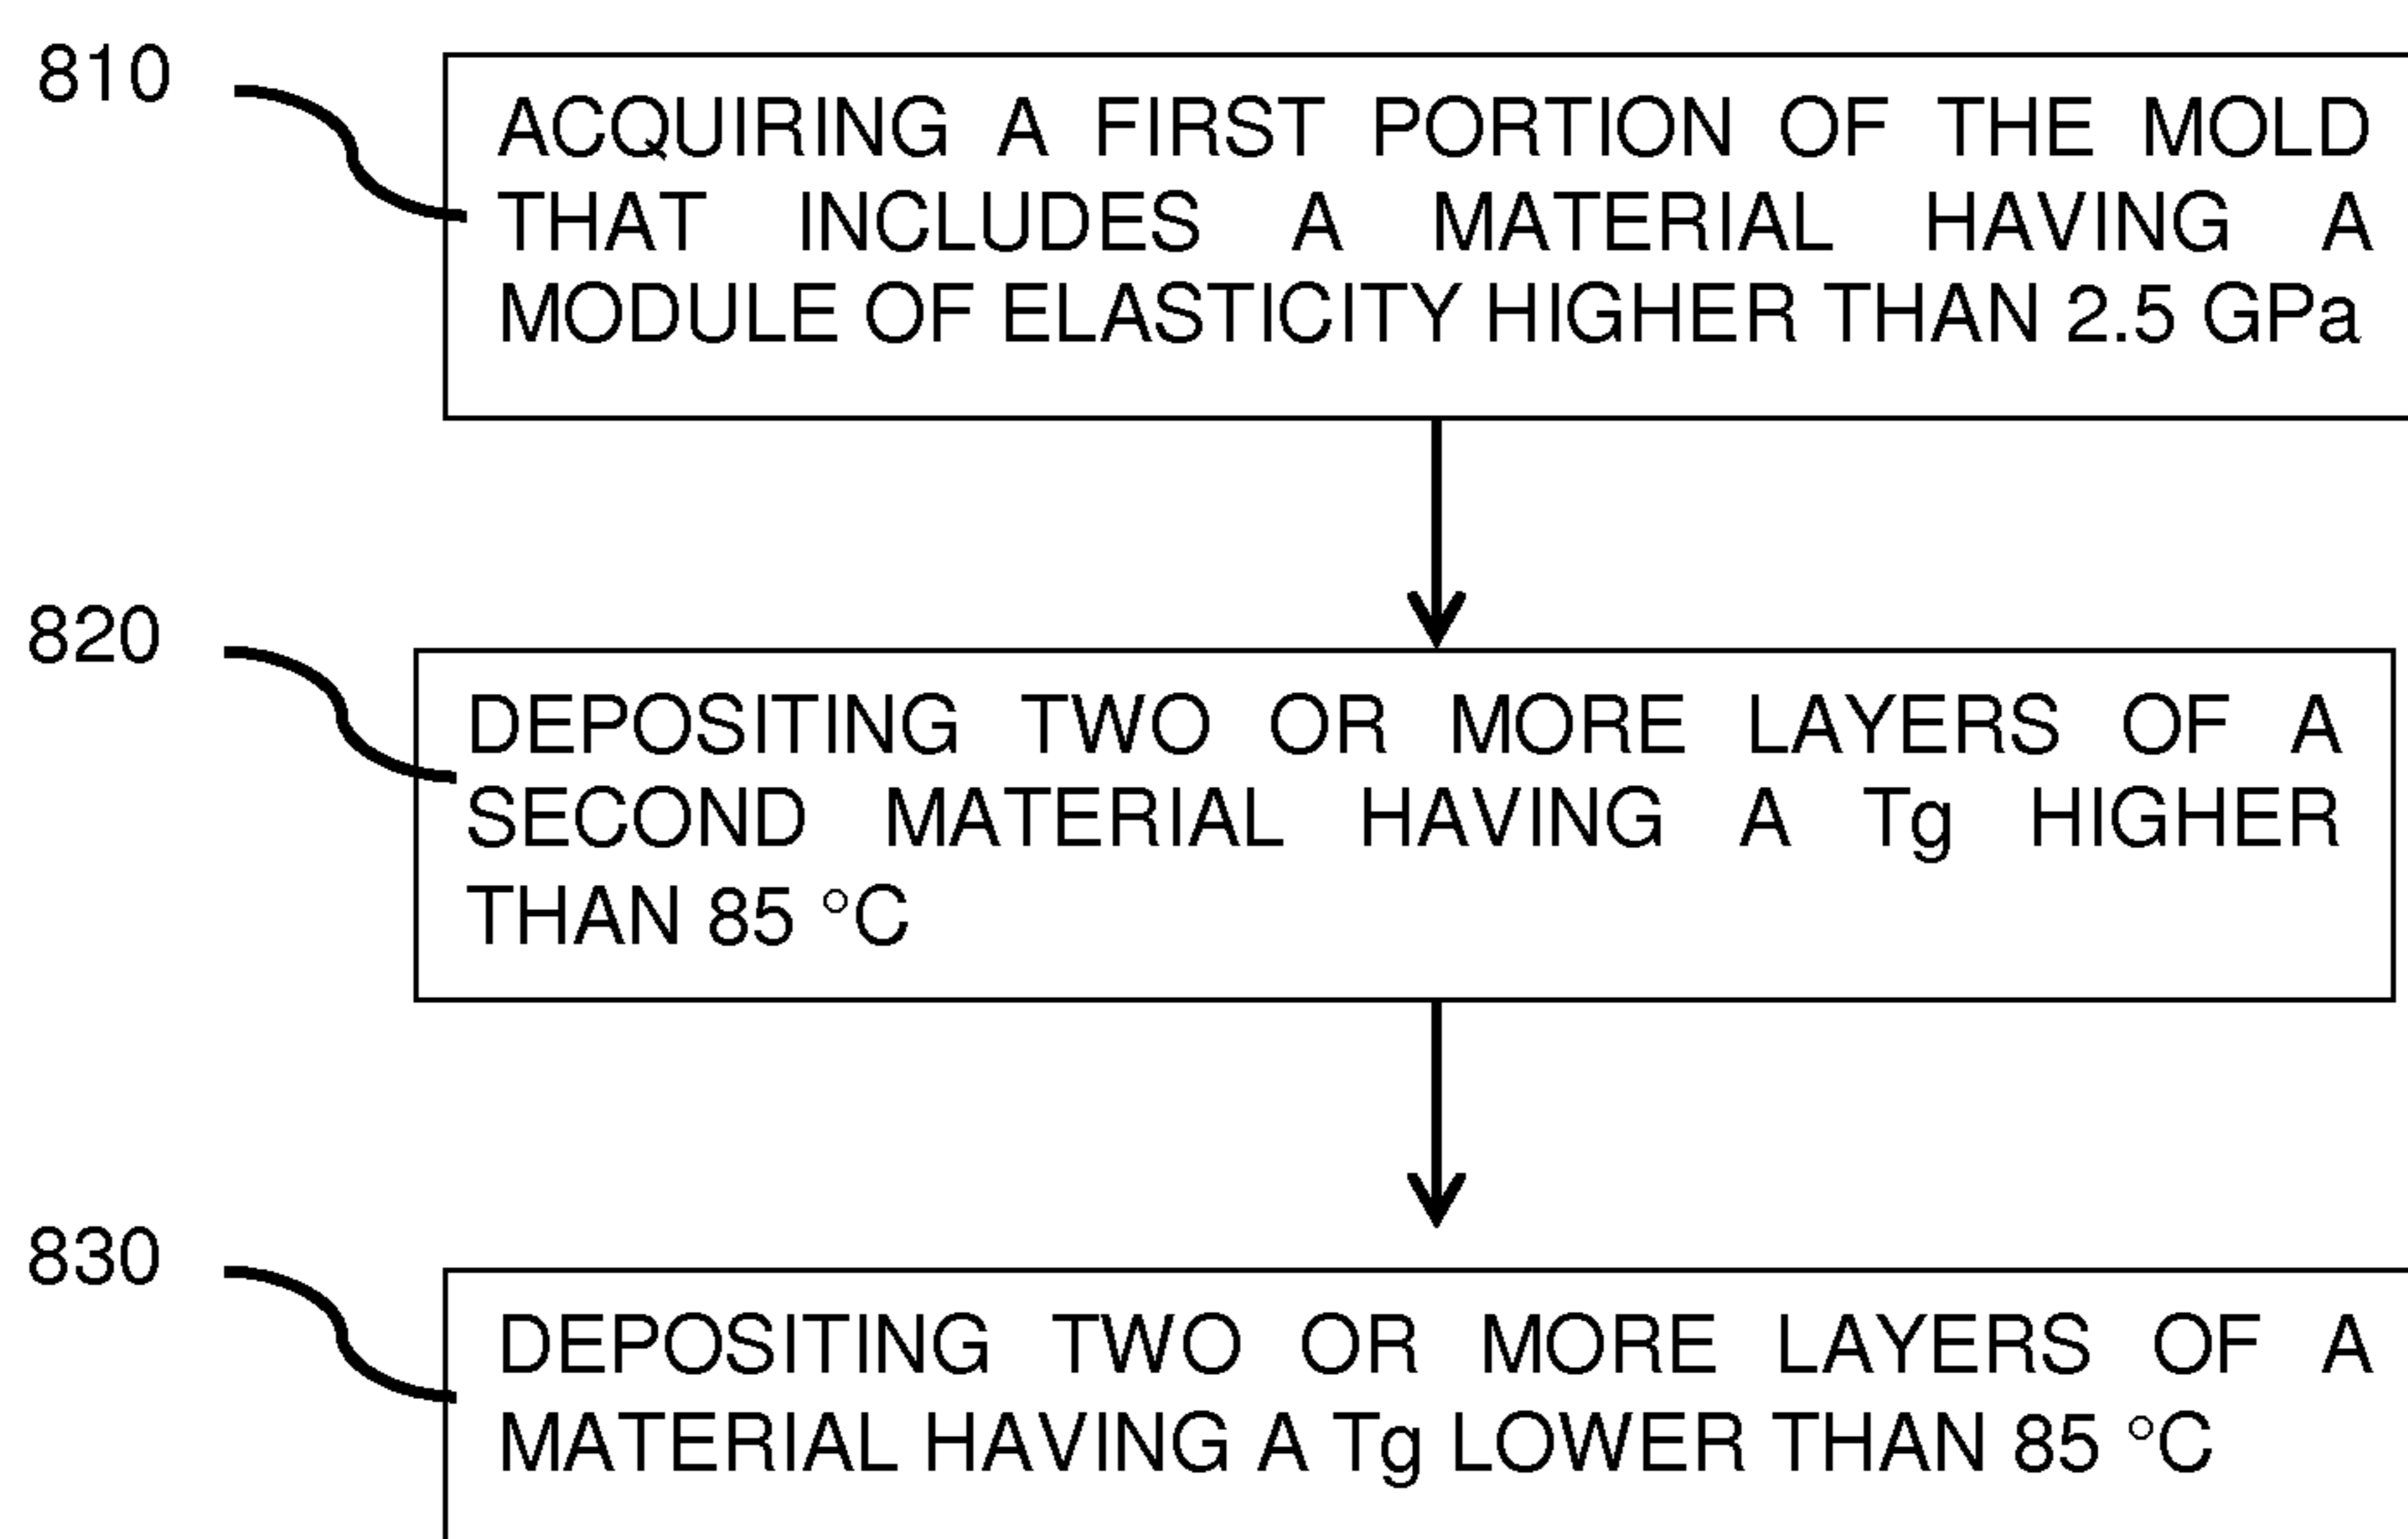 810
ACQUIRING A FIRST PORTION OF THE MOLD
THAT INCLUDES A MATERIAL HAVING A
MODULE OF ELASTICITY HIGHER THAN 2.5 GPa
820
DEPOSITING TWO OR MORE LAYERS OF A
SECOND MATERIAL HAVING A Tg HIGHER
THAN 85 °C
830
DEPOSITING TWO OR MORE LAYERS OF A
MATERIAL HAVING A Tg LOWER THAN 85 °C